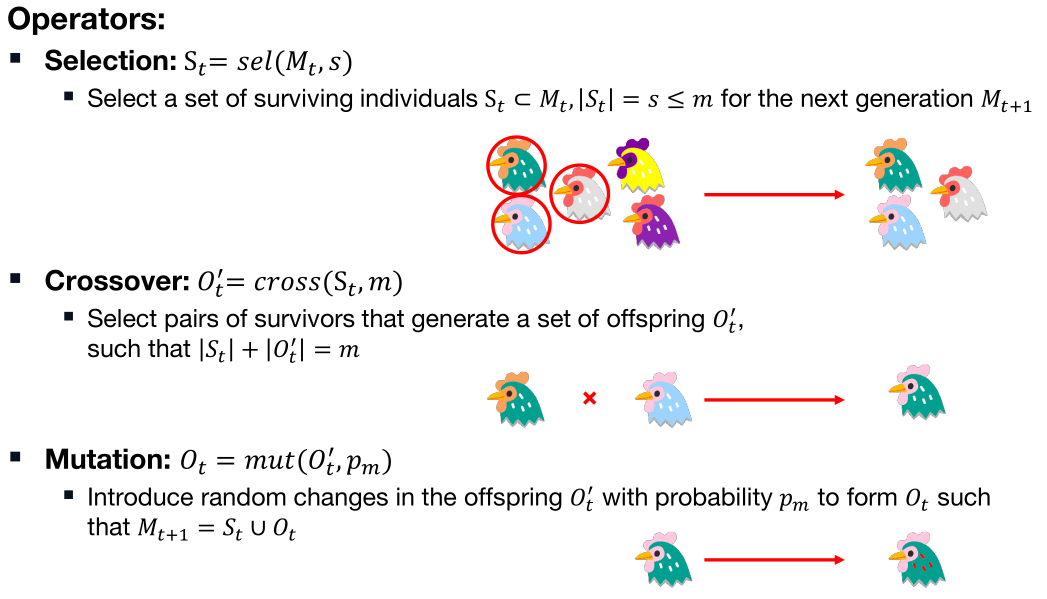 Operators:
▪ Selection: S_t= sel(M_t, s)
▪ Select a set of surviving individuals S_t ⊂ M_t, |S_t| = s ≤ m for the next generation M_{t+1}
▪ Crossover: O′_t= cross(S_t, m)
▪ Select pairs of survivors that generate a set of offspring O′_t,
such that |S_t| + |O′_t| = m
×
▪ Mutation: O_t = mut(O′_t, p_m)
▪ Introduce random changes in the offspring O′_t with probability p_m to form O_t such
that M_{t+1} = S_t ∪ O_t